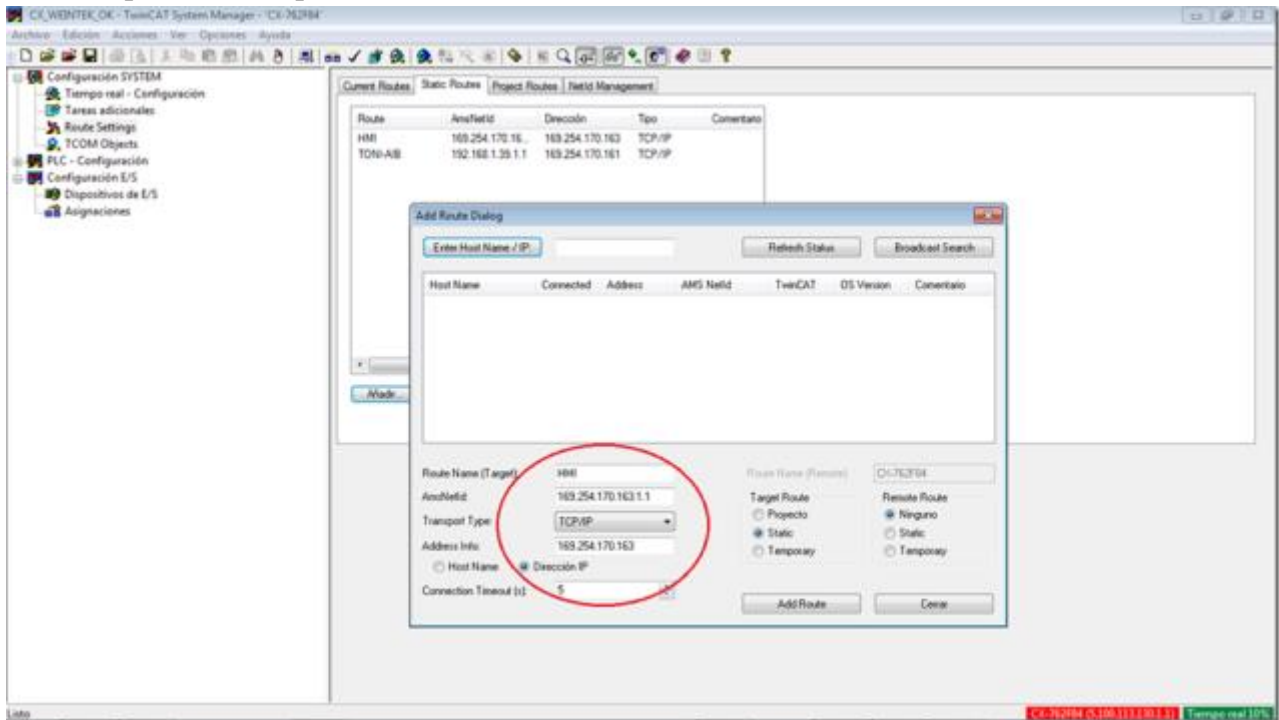 CX_WEINTEK_OK - TwinCAT System Manager - 'CX-762F84'
Archivo Edición Acciones Ver Opciones Ayuda
Configuración SYSTEM
Tiempo real - Configuración
Tareas adicionales
Route Settings
TCOM Objects
PLC - Configuración
Configuración E/S
Dispositivos de E/S
Asignaciones
Current Routes Static Routes Project Routes NetId Management
Route AmsNetId Dirección Tipo Comentario
HMI 169.254.170.16... 169.254.170.163 TCP/IP
TONI-AIB 192.168.1.39.1.1 169.254.170.161 TCP/IP
Añadir...
Add Route Dialog
Enter Host Name / IP: Refresh Status Broadcast Search
Host Name Connected Address AMS NetId TwinCAT OS Version Comentario
Route Name (Target): HMI Route Name (Remote): CX-762F84
AmsNetId: 169.254.170.163.1.1 Target Route Remote Route
Transport Type: TCP/IP Proyecto Ninguno
Address Info: 169.254.170.163 Static Static
Host Name Dirección IP Temporary Temporary
Connection Timeout (s): 5
Add Route Cerrar
Listo CX-762F84 Tiempo real 10%